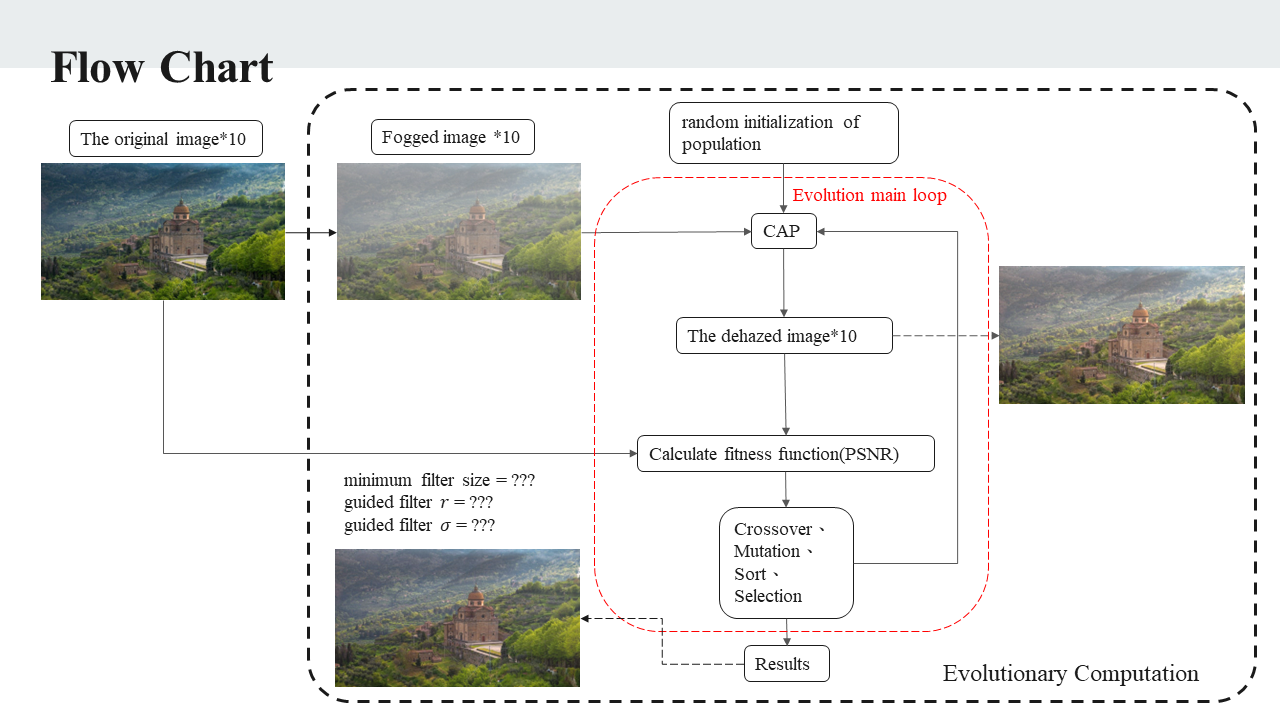 Flow Chart
The original image*10
Fogged image *10
random initialization of
population
Evolution main loop
CAP
The dehazed image*10
Calculate fitness function(PSNR)
minimum filter size = ???
guided filter 𝑟 = ???
guided filter 𝜎 = ???
Crossover、
Mutation、
Sort、
Selection
Results
Evolutionary Computation